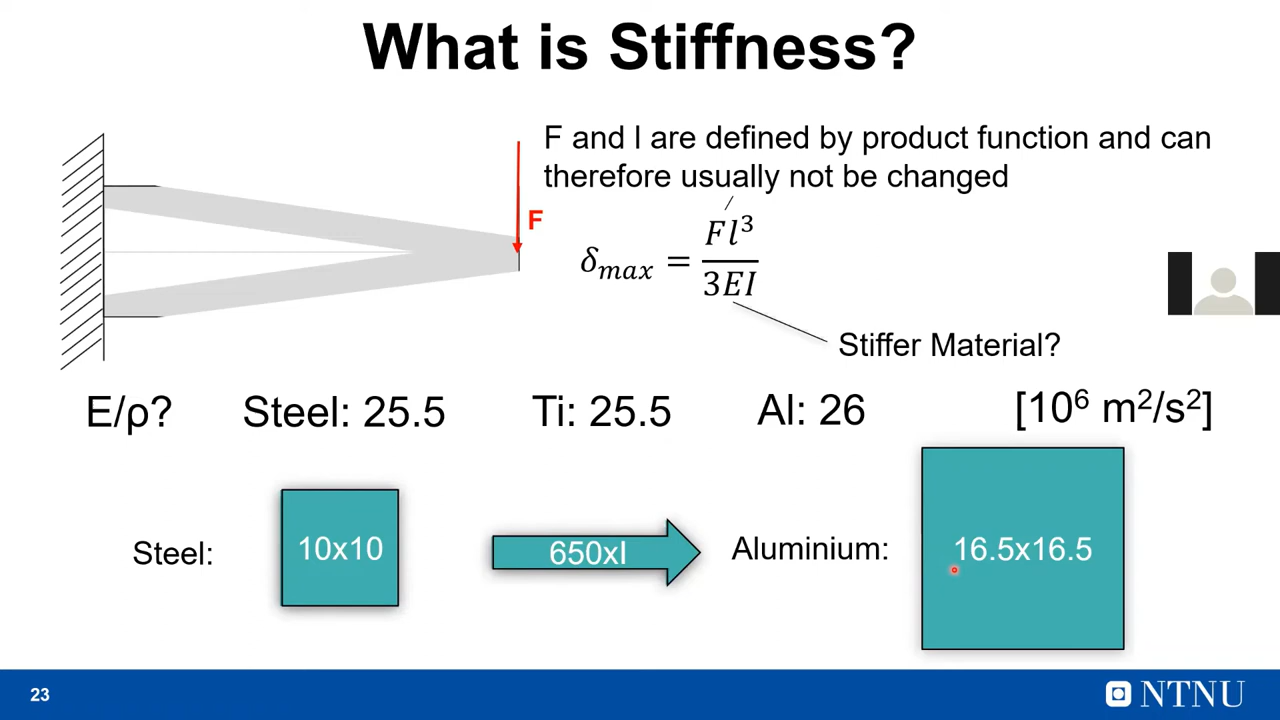 What is Stiffness?
F and l are defined by product function and can
therefore usually not be changed
F
δmax = Fl³ / 3EI
Stiffer Material?
E/ρ? Steel: 25.5 Ti: 25.5 Al: 26 [10⁶ m²/s²]
Steel: 10x10 650xI Aluminium: 16.5x16.5
23 NTNU